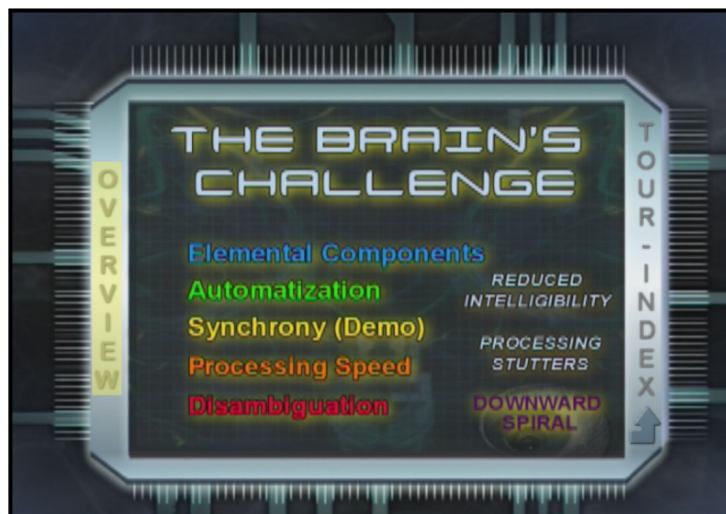 THE BRAIN'S
CHALLENGE
OVERVIEW
Elemental Components
Automatization
Synchrony (Demo)
Processing Speed
Disambiguation
REDUCED
INTELLIGIBILITY
PROCESSING
STUTTERS
DOWNWARD
SPIRAL
TOUR-INDEX